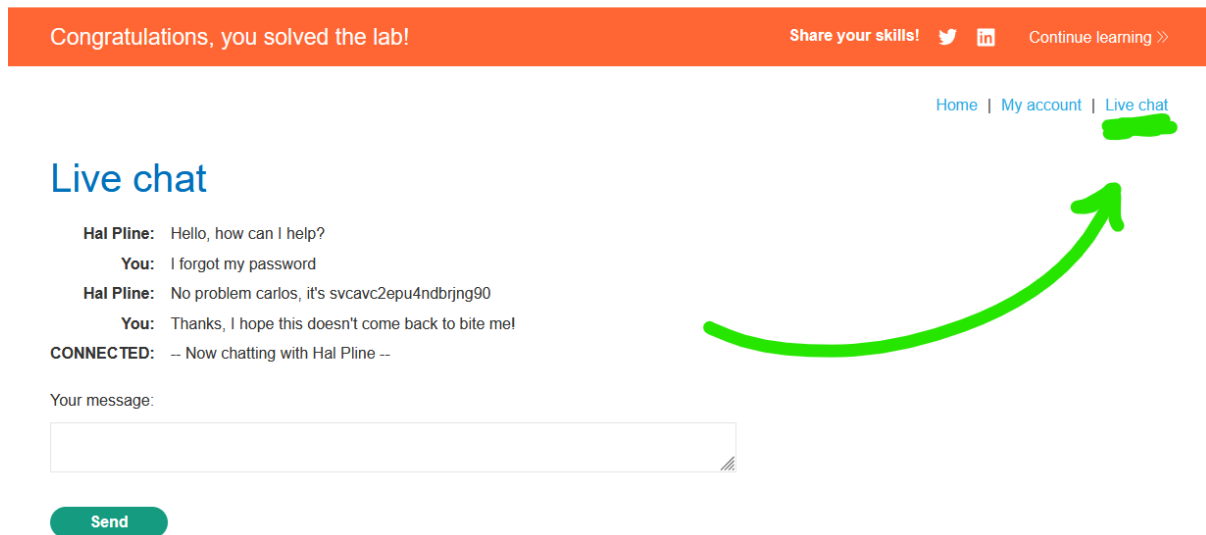 Congratulations, you solved the lab! Share your skills! Continue learning >>
Home | My account | Live chat
Live chat
Hal Pline: Hello, how can I help?
You: I forgot my password
Hal Pline: No problem carlos, it's svcavc2epu4ndbrjng90
You: Thanks, I hope this doesn't come back to bite me!
CONNECTED: -- Now chatting with Hal Pline --
Your message:
Send